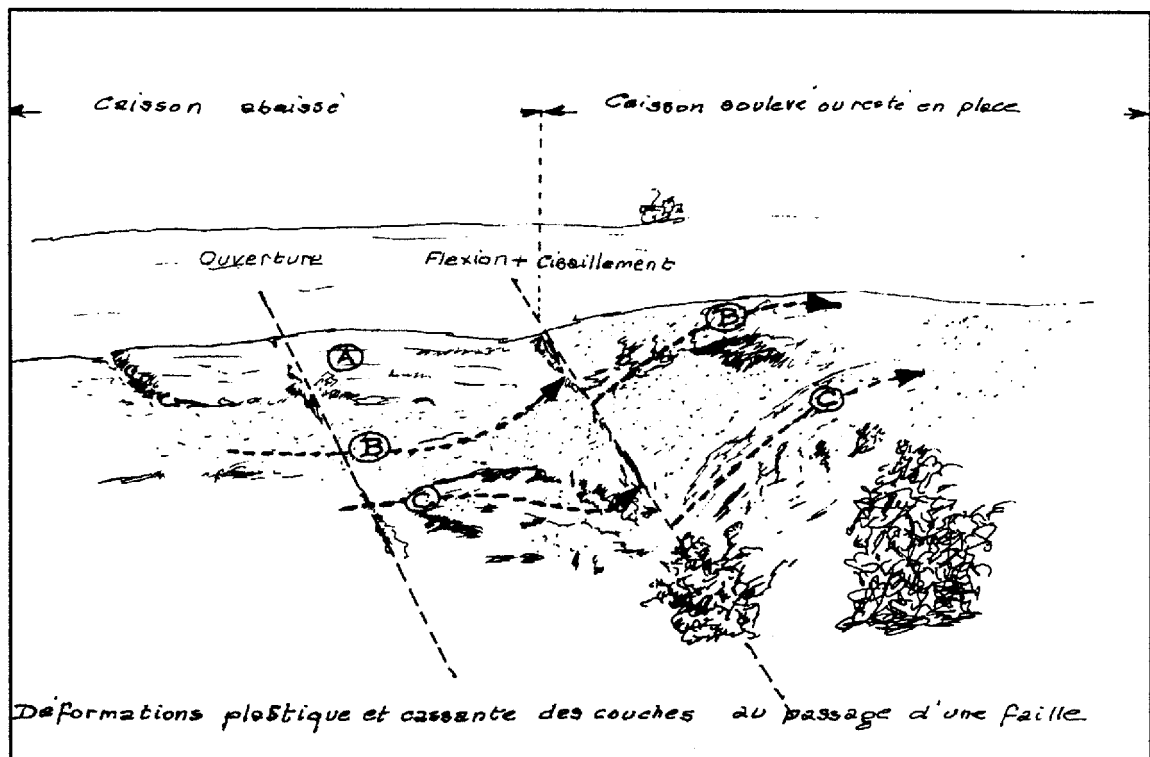 Caisson abaissé
Caisson soulevé ou resté en place
Ouverture
Flexion + Cisaillement
B
A
C
B
C
Déformations plastique et cassante des couches au passage d'une faille